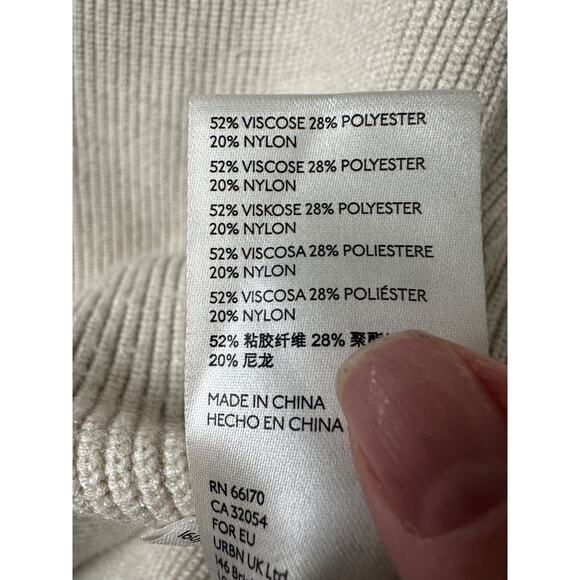 52% VISCOSE 28% POLYESTER
20% NYLON
52% VISCOSE 28% POLYESTER
20% NYLON
52% VISKOSE 28% POLYESTER
20% NYLON
52% VISCOSA 28% POLIESTERE
20% NYLON
52% VISCOSA 28% POLIÉSTER
20% NYLON
52% 粘胶纤维 28% 聚酯
20% 尼龙
MADE IN CHINA
HECHO EN CHINA
RN 66170
CA 32054
FOR EU
URBN UK Ltd